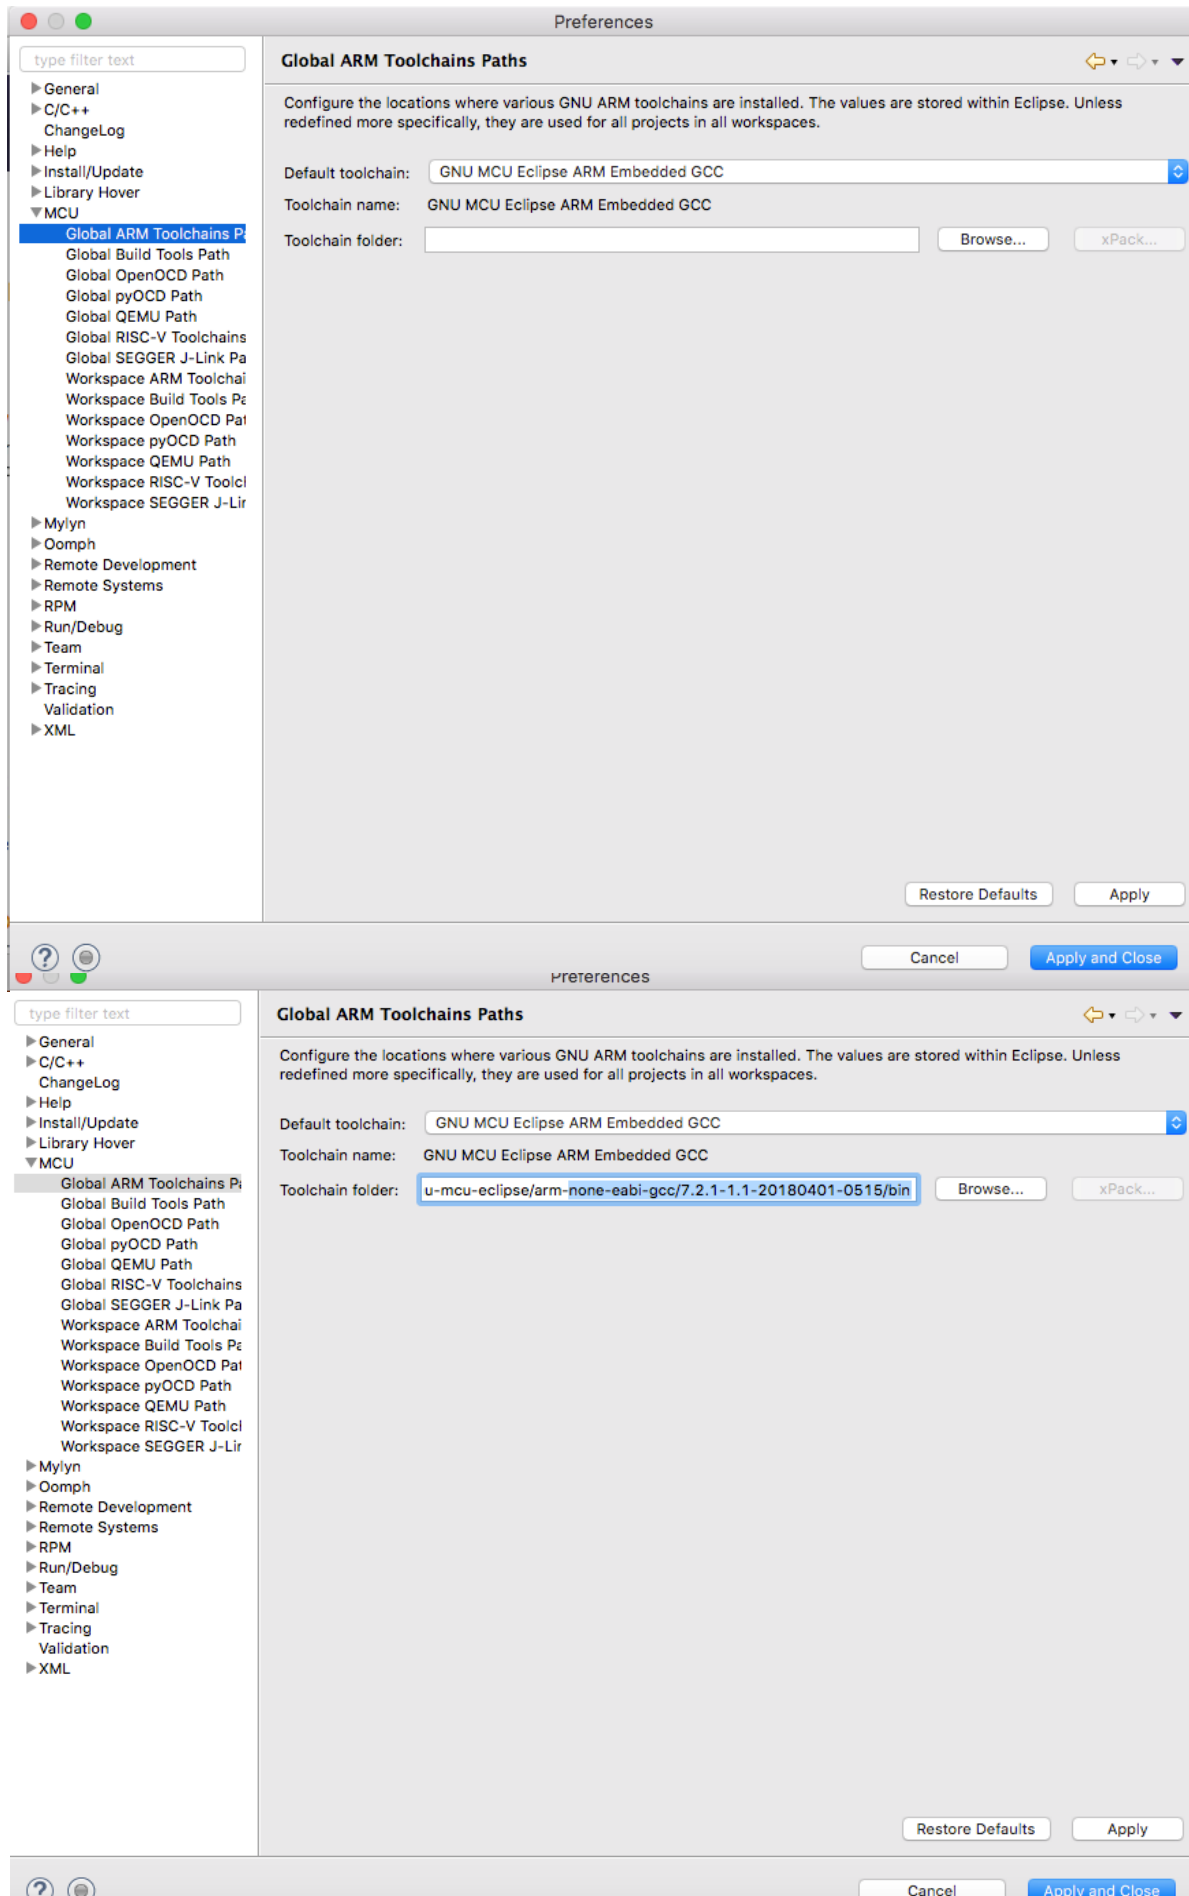 Preferences
type filter text
General
C/C++
ChangeLog
Help
Install/Update
Library Hover
MCU
Global ARM Toolchains Pa
Global Build Tools Path
Global OpenOCD Path
Global pyOCD Path
Global QEMU Path
Global RISC-V Toolchains
Global SEGGER J-Link Pa
Workspace ARM Toolchai
Workspace Build Tools Pa
Workspace OpenOCD Pat
Workspace pyOCD Path
Workspace QEMU Path
Workspace RISC-V Toolcl
Workspace SEGGER J-Lir
Mylyn
Oomph
Remote Development
Remote Systems
RPM
Run/Debug
Team
Terminal
Tracing
Validation
XML
Global ARM Toolchains Paths
Configure the locations where various GNU ARM toolchains are installed. The values are stored within Eclipse. Unless
redefined more specifically, they are used for all projects in all workspaces.
Default toolchain: GNU MCU Eclipse ARM Embedded GCC
Toolchain name: GNU MCU Eclipse ARM Embedded GCC
Toolchain folder: Browse... xPack...
Restore Defaults Apply
? Cancel Apply and Close
Preferences
type filter text
General
C/C++
ChangeLog
Help
Install/Update
Library Hover
MCU
Global ARM Toolchains Pa
Global Build Tools Path
Global OpenOCD Path
Global pyOCD Path
Global QEMU Path
Global RISC-V Toolchains
Global SEGGER J-Link Pa
Workspace ARM Toolchai
Workspace Build Tools Pa
Workspace OpenOCD Pat
Workspace pyOCD Path
Workspace QEMU Path
Workspace RISC-V Toolcl
Workspace SEGGER J-Lir
Mylyn
Oomph
Remote Development
Remote Systems
RPM
Run/Debug
Team
Terminal
Tracing
Validation
XML
Global ARM Toolchains Paths
Configure the locations where various GNU ARM toolchains are installed. The values are stored within Eclipse. Unless
redefined more specifically, they are used for all projects in all workspaces.
Default toolchain: GNU MCU Eclipse ARM Embedded GCC
Toolchain name: GNU MCU Eclipse ARM Embedded GCC
Toolchain folder: u-mcu-eclipse/arm-none-eabi-gcc/7.2.1-1.1-20180401-0515/bin Browse... xPack...
Restore Defaults Apply
? Cancel Apply and Close